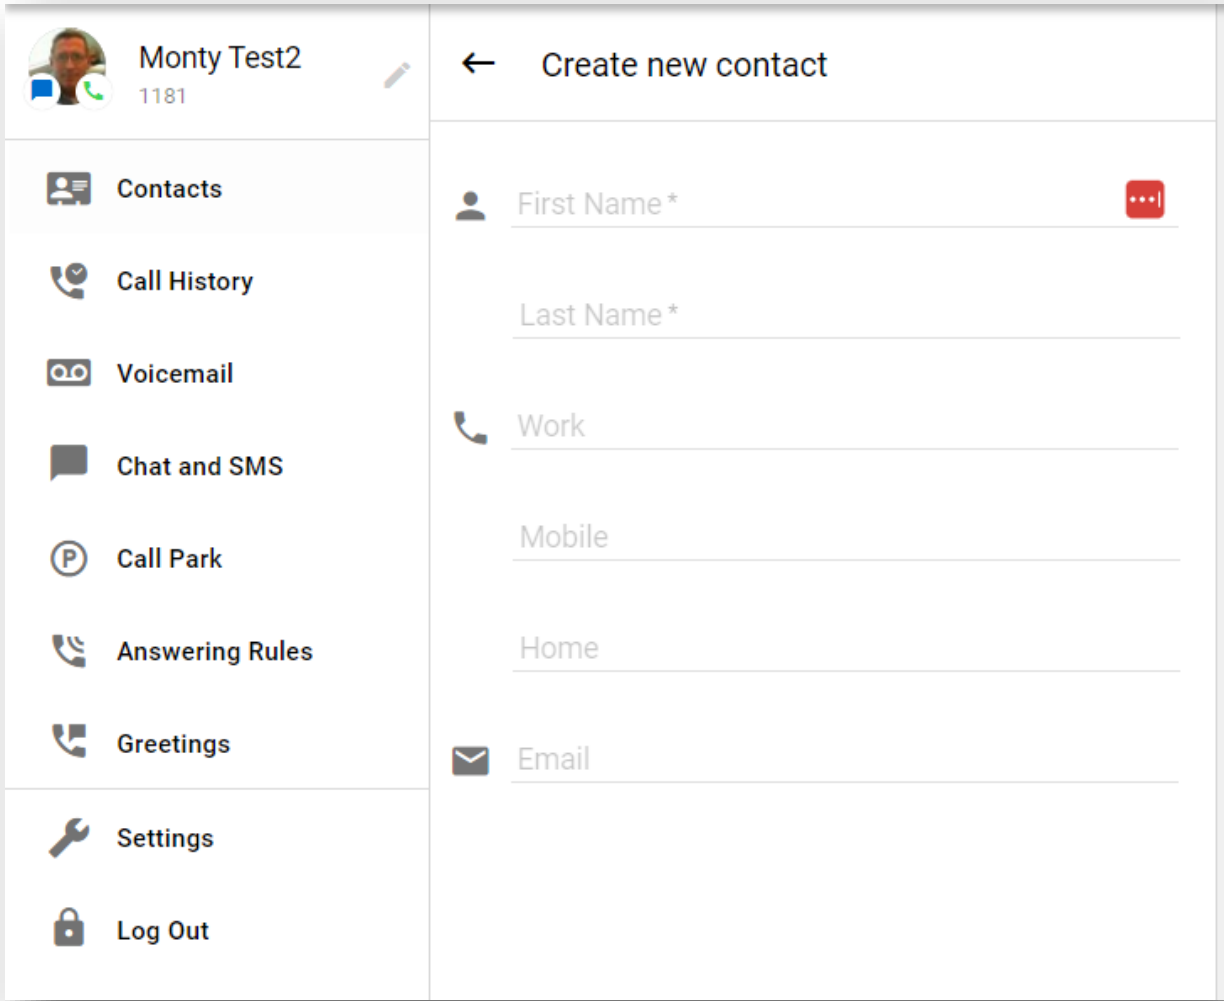 Monty Test2
1181
Contacts
Call History
Voicemail
Chat and SMS
P
Call Park
Answering Rules
Greetings
Settings
Log Out
Create new contact
First Name *
Last Name *
Work
Mobile
Home
Email